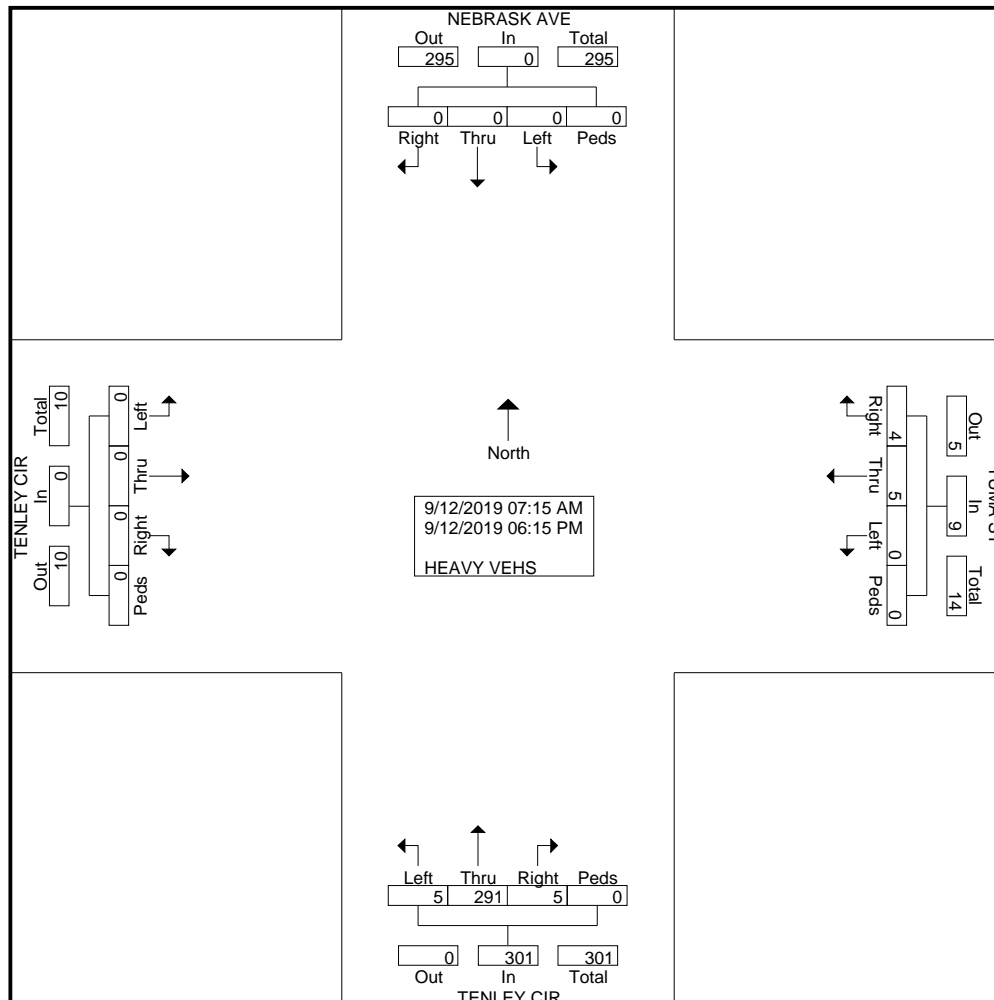 NEBRASK AVE
Out In Total
295 0 295
0 0 0 0
Right Thru Left Peds
North
9/12/2019 07:15 AM
9/12/2019 06:15 PM
HEAVY VEHS
TENLEY CIR
Out In Total
10 0 10
0 0 0 0
Peds Right Thru Left
Out In Total
5 9 14
4 5 0 0
Right Thru Left Peds
Left Thru Right Peds
5 291 5 0
0 301 301
Out In Total
TENLEY CIR